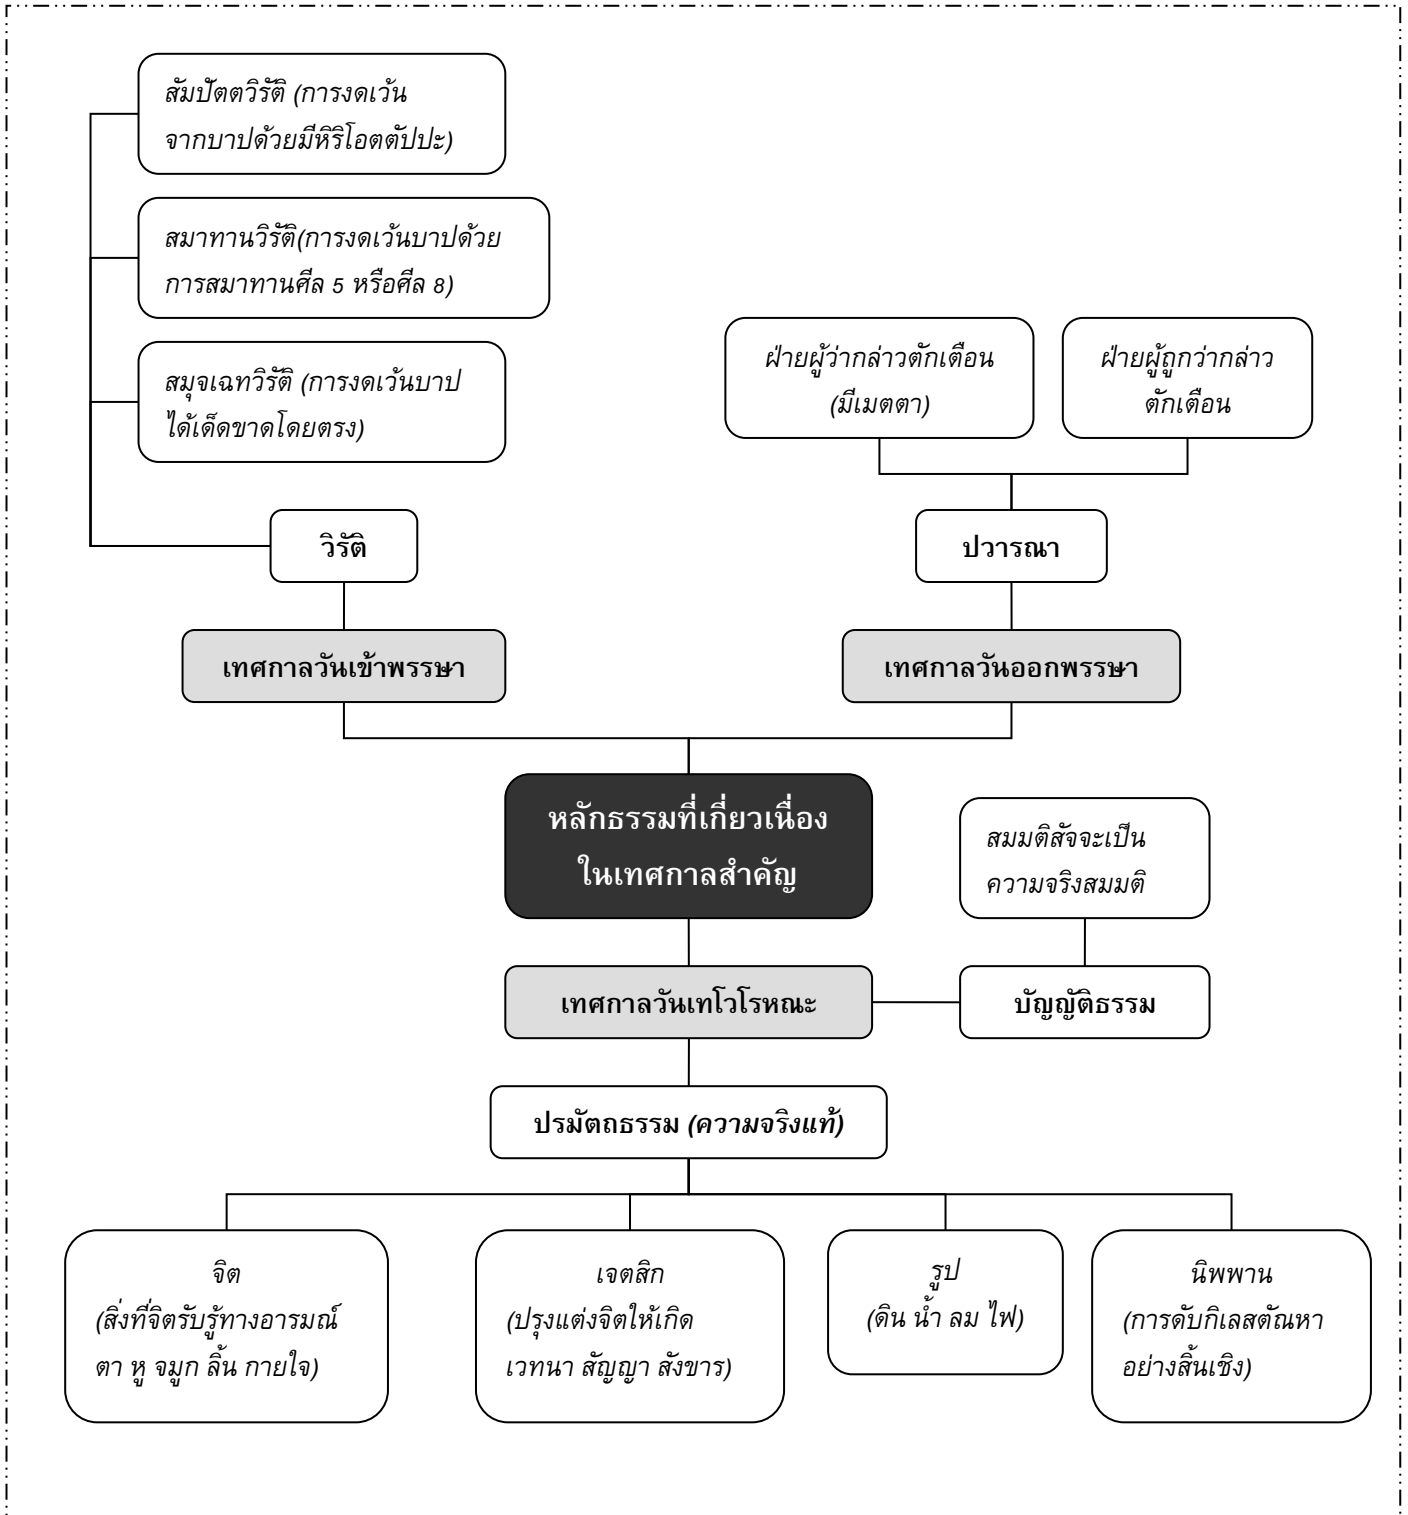 สัมปัตตวิรัติ (การงดเว้น
จากบาปด้วยมีหิริโอตตัปปะ)
สมาทานวิรัติ(การงดเว้นบาปด้วย
การสมาทานศีล 5 หรือศีล 8)
สมุจเฉทวิรัติ (การงดเว้นบาป
ได้เด็ดขาดโดยตรง)
ฝ่ายผู้ว่ากล่าวตักเตือน
(มีเมตตา)
ฝ่ายผู้ถูกว่ากล่าว
ตักเตือน
วิรัติ
ปวารณา
เทศกาลวันเข้าพรรษา
เทศกาลวันออกพรรษา
หลักธรรมที่เกี่ยวเนื่อง
ในเทศกาลสำคัญ
สมมติสัจจะเป็น
ความจริงสมมติ
เทศกาลวันเทโวโรหณะ
บัญญัติธรรม
ปรมัตถธรรม (ความจริงแท้)
จิต
(สิ่งที่จิตรับรู้ทางอารมณ์
ตา หู จมูก ลิ้น กายใจ)
เจตสิก
(ปรุงแต่งจิตให้เกิด
เวทนา สัญญา สังขาร)
รูป
(ดิน น้ำ ลม ไฟ)
นิพพาน
(การดับกิเลสตัณหา
อย่างสิ้นเชิง)